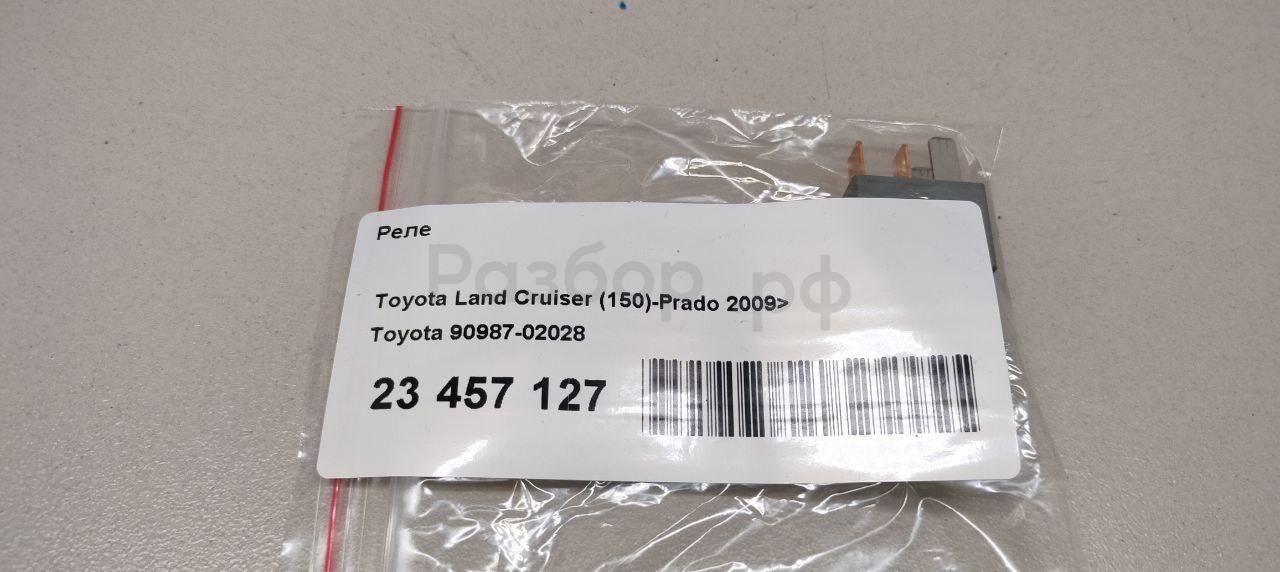 Реле
Разбор.рф
Toyota Land Cruiser (150)-Prado 2009>
Toyota 90987-02028
23 457 127